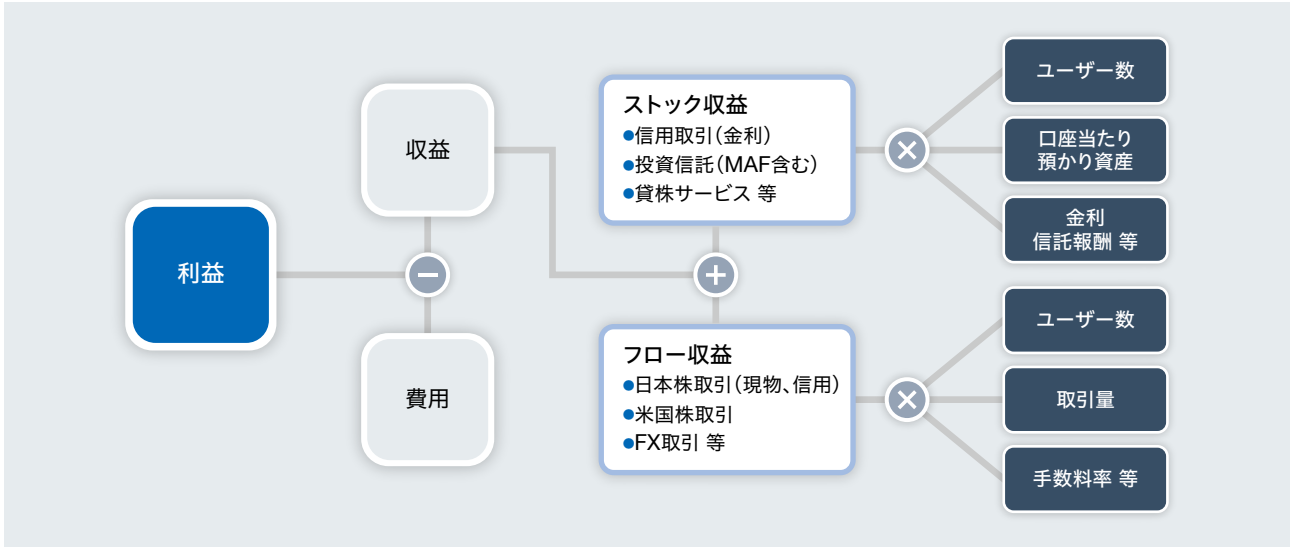 利益
収益
−
費用
ストック収益
●信用取引（金利）
●投資信託（MAF含む）
●貸株サービス 等
+
フロー収益
●日本株取引（現物、信用）
●米国株取引
●FX取引 等
×
ユーザー数
口座当たり
預かり資産
金利
信託報酬 等
×
ユーザー数
取引量
手数料率 等